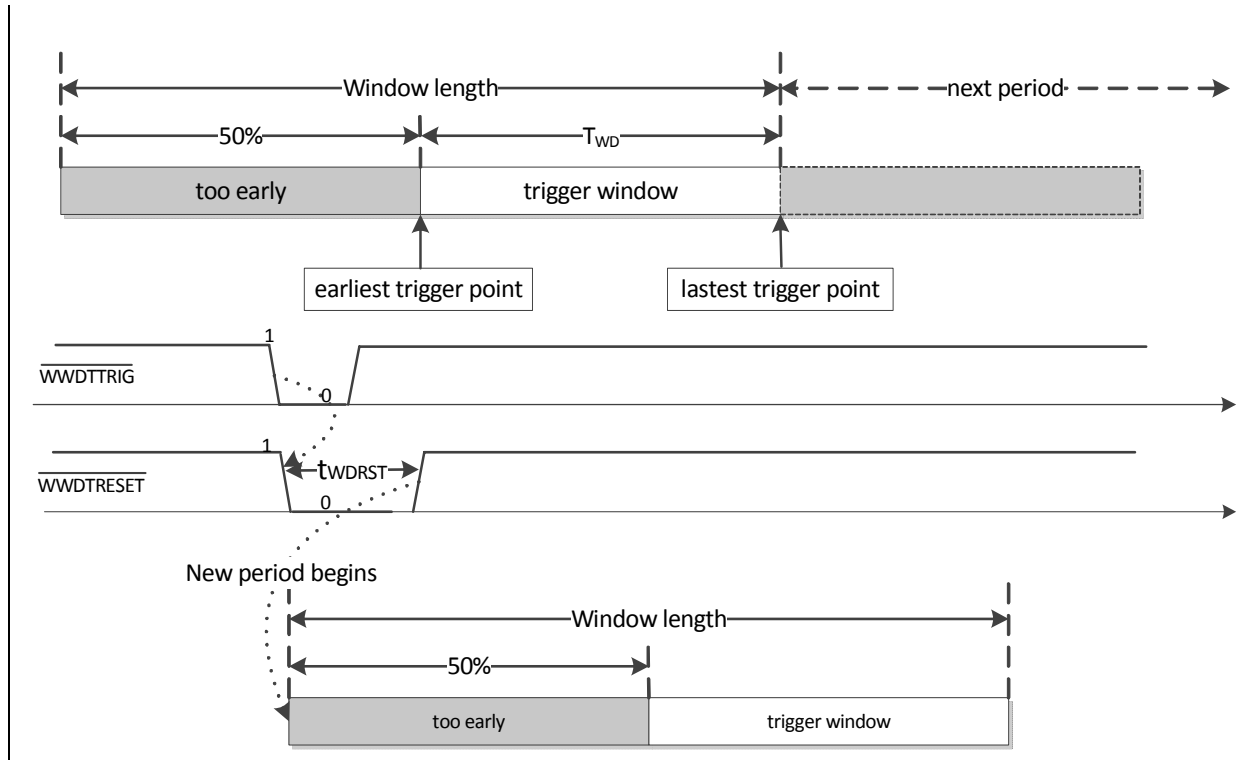 Window length
next period
50%
TWD
too early
trigger window
earliest trigger point
lastest trigger point
1
WWDTTRIG
0
1
tWDRST
WWDTRESET
0
New period begins
Window length
50%
too early
trigger window